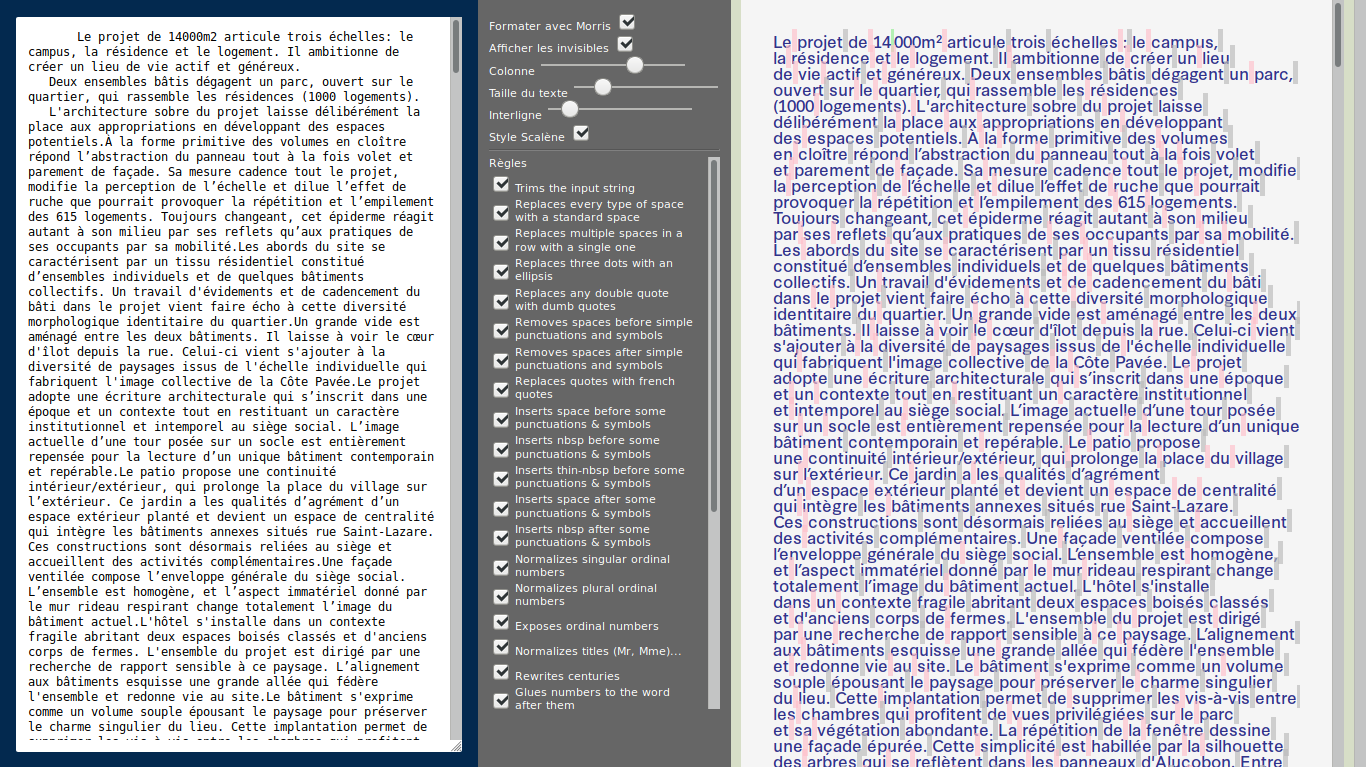 Le projet de 14000m2 articule trois échelles: le
campus, la résidence et le logement. Il ambitionne de
créer un lieu de vie actif et généreux.
Deux ensembles bâtis dégagent un parc, ouvert sur le
quartier, qui rassemble les résidences (1000 logements).
L'architecture sobre du projet laisse délibérément la
place aux appropriations en développant des espaces
potentiels.À la forme primitive des volumes en cloître
répond l’abstraction du panneau tout à la fois volet et
parement de façade. Sa mesure cadence tout le projet,
modifie la perception de l’échelle et dilue l’effet de
ruche que pourrait provoquer la répétition et l’empilement
des 615 logements. Toujours changeant, cet épiderme réagit
autant à son milieu par ses reflets qu’aux pratiques de
ses occupants par sa mobilité.Les abords du site se
caractérisent par un tissu résidentiel constitué
d’ensembles individuels et de quelques bâtiments
collectifs. Un travail d'évidements et de cadencement du
bâti dans le projet vient faire écho à cette diversité
morphologique identitaire du quartier.Un grande vide est
aménagé entre les deux bâtiments. Il laisse à voir le cœur
d'îlot depuis la rue. Celui-ci vient s'ajouter à la
diversité de paysages issus de l'échelle individuelle qui
fabriquent l'image collective de la Côte Pavée.Le projet
adopte une écriture architecturale qui s’inscrit dans une
époque et un contexte tout en restituant un caractère
institutionnel et intemporel au siège social. L’image
actuelle d’une tour posée sur un socle est entièrement
repensée pour la lecture d’un unique bâtiment contemporain
et repérable.Le patio propose une continuité
intérieur/extérieur, qui prolonge la place du village sur
l’extérieur. Ce jardin a les qualités d’agrément d’un
espace extérieur planté et devient un espace de centralité
qui intègre les bâtiments annexes situés rue Saint-Lazare.
Ces constructions sont désormais reliées au siège et
accueillent des activités complémentaires.Une façade
ventilée compose l’enveloppe générale du siège social.
L’ensemble est homogène, et l’aspect immatériel donné par
le mur rideau respirant change totalement l’image du
bâtiment actuel.L'hôtel s'installe dans un contexte
fragile abritant deux espaces boisés classés et d'anciens
corps de fermes. L'ensemble du projet est dirigé par une
recherche de rapport sensible à ce paysage. L’alignement
aux bâtiments esquisse une grande allée qui fédère
l'ensemble et redonne vie au site.Le bâtiment s'exprime
comme un volume souple épousant le paysage pour préserver
le charme singulier du lieu. Cette implantation permet de
supprimer les vis-à-vis entre les chambres qui profitent
Formater avec Morris
Afficher les invisibles
Colonne
Taille du texte
Interligne
Style Scalène
Règles
Trims the input string
Replaces every type of space
with a standard space
Replaces multiple spaces in a
row with a single one
Replaces three dots with an
ellipsis
Replaces any double quote
with dumb quotes
Removes spaces before simple
punctuations and symbols
Removes spaces after simple
punctuations and symbols
Replaces quotes with french
quotes
Inserts space before some
punctuations & symbols
Inserts nbsp before some
punctuations & symbols
Inserts thin-nbsp before some
punctuations & symbols
Inserts space after some
punctuations & symbols
Inserts nbsp after some
punctuations & symbols
Normalizes singular ordinal
numbers
Normalizes plural ordinal
numbers
Exposes ordinal numbers
Normalizes titles (Mr, Mme)…
Rewrites centuries
Glues numbers to the word
after them
Le projet de 14 000m² articule trois échelles : le campus,
la résidence et le logement. Il ambitionne de créer un lieu
de vie actif et généreux. Deux ensembles bâtis dégagent un parc,
ouvert sur le quartier, qui rassemble les résidences
(1000 logements). L'architecture sobre du projet laisse
délibérément la place aux appropriations en développant
des espaces potentiels. À la forme primitive des volumes
en cloître répond l’abstraction du panneau tout à la fois volet
et parement de façade. Sa mesure cadence tout le projet, modifie
la perception de l’échelle et dilue l’effet de ruche que pourrait
provoquer la répétition et l’empilement des 615 logements.
Toujours changeant, cet épiderme réagit autant à son milieu
par ses reflets qu’aux pratiques de ses occupants par sa mobilité.
Les abords du site se caractérisent par un tissu résidentiel
constitué d’ensembles individuels et de quelques bâtiments
collectifs. Un travail d'évidements et de cadencement du bâti
dans le projet vient faire écho à cette diversité morphologique
identitaire du quartier. Un grande vide est aménagé entre les deux
bâtiments. Il laisse à voir le cœur d'îlot depuis la rue. Celui-ci vient
s'ajouter à la diversité de paysages issus de l'échelle individuelle
qui fabriquent l'image collective de la Côte Pavée. Le projet
adopte une écriture architecturale qui s’inscrit dans une époque
et un contexte tout en restituant un caractère institutionnel
et intemporel au siège social. L’image actuelle d’une tour posée
sur un socle est entièrement repensée pour la lecture d’un unique
bâtiment contemporain et repérable. Le patio propose
une continuité intérieur/extérieur, qui prolonge la place du village
sur l’extérieur. Ce jardin a les qualités d’agrément
d’un espace extérieur planté et devient un espace de centralité
qui intègre les bâtiments annexes situés rue Saint-Lazare.
Ces constructions sont désormais reliées au siège et accueillent
des activités complémentaires. Une façade ventilée compose
l’enveloppe générale du siège social. L’ensemble est homogène,
et l’aspect immatériel donné par le mur rideau respirant change
totalement l’image du bâtiment actuel. L'hôtel s'installe
dans un contexte fragile abritant deux espaces boisés classés
et d'anciens corps de fermes. L'ensemble du projet est dirigé
par une recherche de rapport sensible à ce paysage. L’alignement
aux bâtiments esquisse une grande allée qui fédère l'ensemble
et redonne vie au site. Le bâtiment s'exprime comme un volume
souple épousant le paysage pour préserver le charme singulier
du lieu. Cette implantation permet de supprimer les vis-à-vis entre
les chambres qui profitent de vues privilégiées sur le parc
et sa végétation abondante. La répétition de la fenêtre dessine
une façade épurée. Cette simplicité est habillée par la silhouette
des arbres qui se reflètent dans les panneaux d'Alucobon. Entre